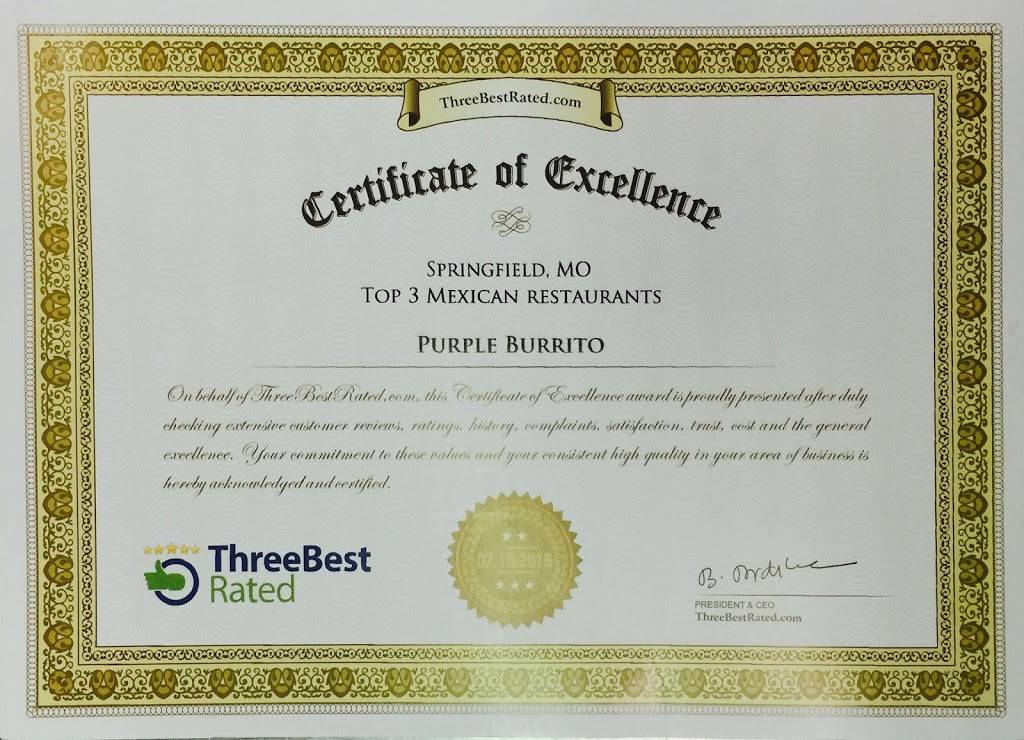 ThreeBestRated.com
Certificate of Excellence
Springfield, MO
Top 3 Mexican restaurants
Purple Burrito
On behalf of ThreeBestRated.com, this Certificate of Excellence award is proudly presented after duly
checking extensive customer reviews, ratings, history, complaints, satisfaction, trust, cost and the general
excellence. Your commitment to these values and your consistent high quality in your area of business is
hereby acknowledged and certified.
ThreeBest
Rated
PRESIDENT & CEO
ThreeBestRated.com